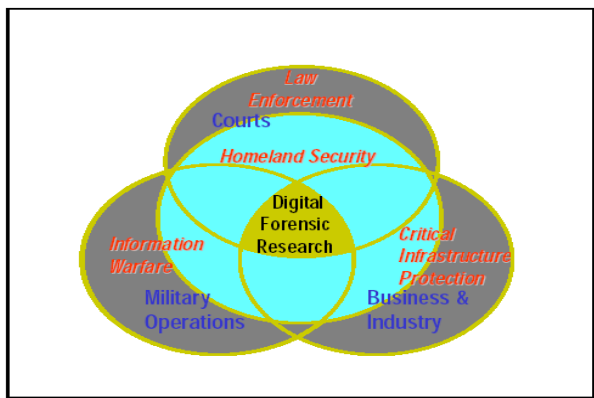 Law
Enforcement
Courts
Homeland Security
Digital
Forensic
Research
Information
Warfare
Critical
Infrastructure
Protection
Military
Operations
Business &
Industry